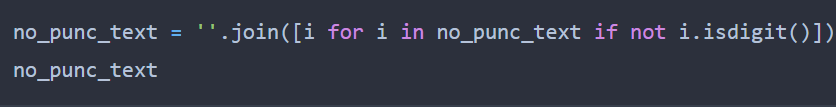 no_punc_text = ''.join([i for i in no_punc_text if not i.isdigit()])
no_punc_text